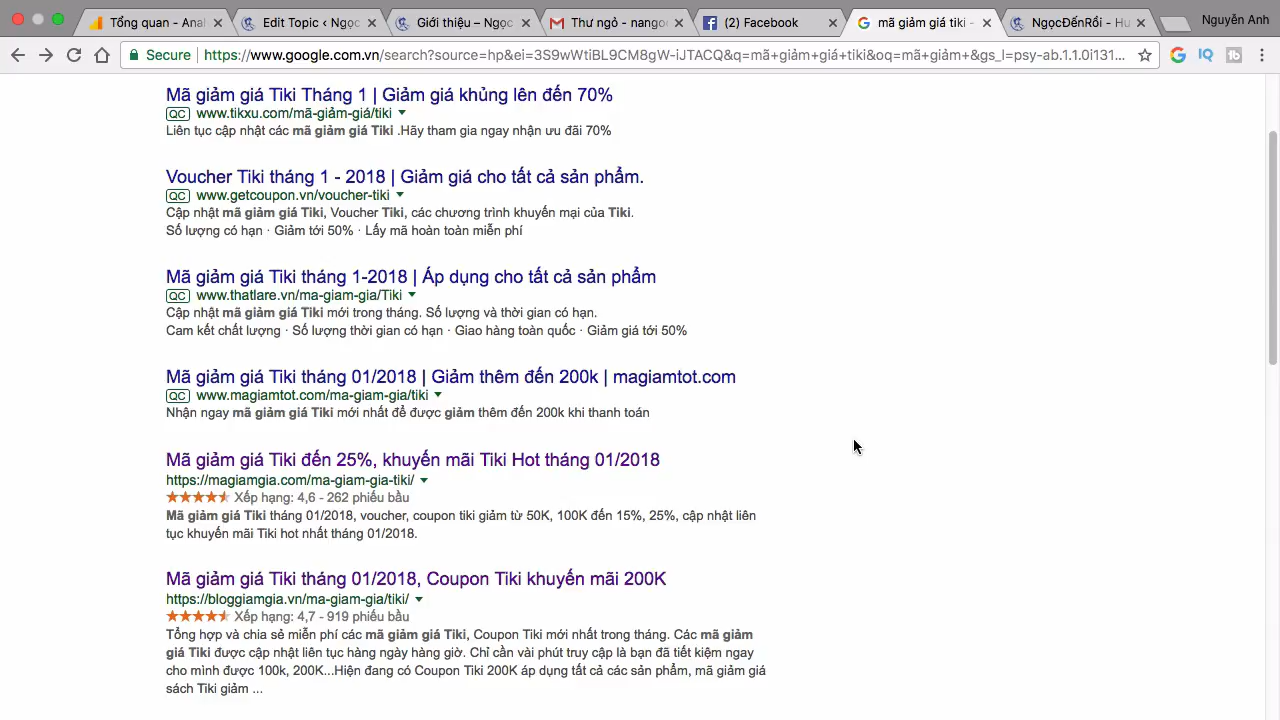 Tổng quan - Anal
Edit Topic ‹ Ngọc
Giới thiệu – Ngọc
Thư ngỏ - nango
(2) Facebook
mã giảm giá tiki -
NgọcĐếnRồi - Hu
Nguyễn Anh
Secure
https://www.google.com.vn/search?source=hp&ei=3S9wWtiBL9CM8gW-iJTACQ&q=mã+giảm+giá+tiki&oq=mã+giảm+&gs_l=psy-ab.1.1.0i131...
Mã giảm giá Tiki Tháng 1 | Giảm giá khủng lên đến 70%
QC www.tikxu.com/mã-giảm-giá/tiki
Liên tục cập nhật các mã giảm giá Tiki .Hãy tham gia ngay nhận ưu đãi 70%
Voucher Tiki tháng 1 - 2018 | Giảm giá cho tất cả sản phẩm.
QC www.getcoupon.vn/voucher-tiki
Cập nhật mã giảm giá Tiki, Voucher Tiki, các chương trình khuyến mại của Tiki.
Số lượng có hạn · Giảm tới 50% · Lấy mã hoàn toàn miễn phí
Mã giảm giá Tiki tháng 1-2018 | Áp dụng cho tất cả sản phẩm
QC www.thatlare.vn/ma-giam-gia/Tiki
Cập nhật mã giảm giá Tiki mới trong tháng. Số lượng và thời gian có hạn.
Cam kết chất lượng · Số lượng thời gian có hạn · Giao hàng toàn quốc · Giảm giá tới 50%
Mã giảm giá Tiki tháng 01/2018 | Giảm thêm đến 200k | magiamtot.com
QC www.magiamtot.com/ma-giam-gia/tiki
Nhận ngay mã giảm giá Tiki mới nhất để được giảm thêm đến 200k khi thanh toán
Mã giảm giá Tiki đến 25%, khuyến mãi Tiki Hot tháng 01/2018
https://magiamgia.com/ma-giam-gia-tiki/
Xếp hạng: 4,6 - 262 phiếu bầu
Mã giảm giá Tiki tháng 01/2018, voucher, coupon tiki giảm từ 50K, 100K đến 15%, 25%, cập nhật liên
tục khuyến mãi Tiki hot nhất tháng 01/2018.
Mã giảm giá Tiki tháng 01/2018, Coupon Tiki khuyến mãi 200K
https://bloggiamgia.vn/ma-giam-gia/tiki/
Xếp hạng: 4,7 - 919 phiếu bầu
Tổng hợp và chia sẻ miễn phí các mã giảm giá Tiki, Coupon Tiki mới nhất trong tháng. Các mã giảm
giá Tiki được cập nhật liên tục hàng ngày hàng giờ. Chỉ cần vài phút truy cập là bạn đã tiết kiệm ngay
cho mình được 100k, 200K...Hiện đang có Coupon Tiki 200K áp dụng tất cả các sản phẩm, mã giảm giá
sách Tiki giảm ...